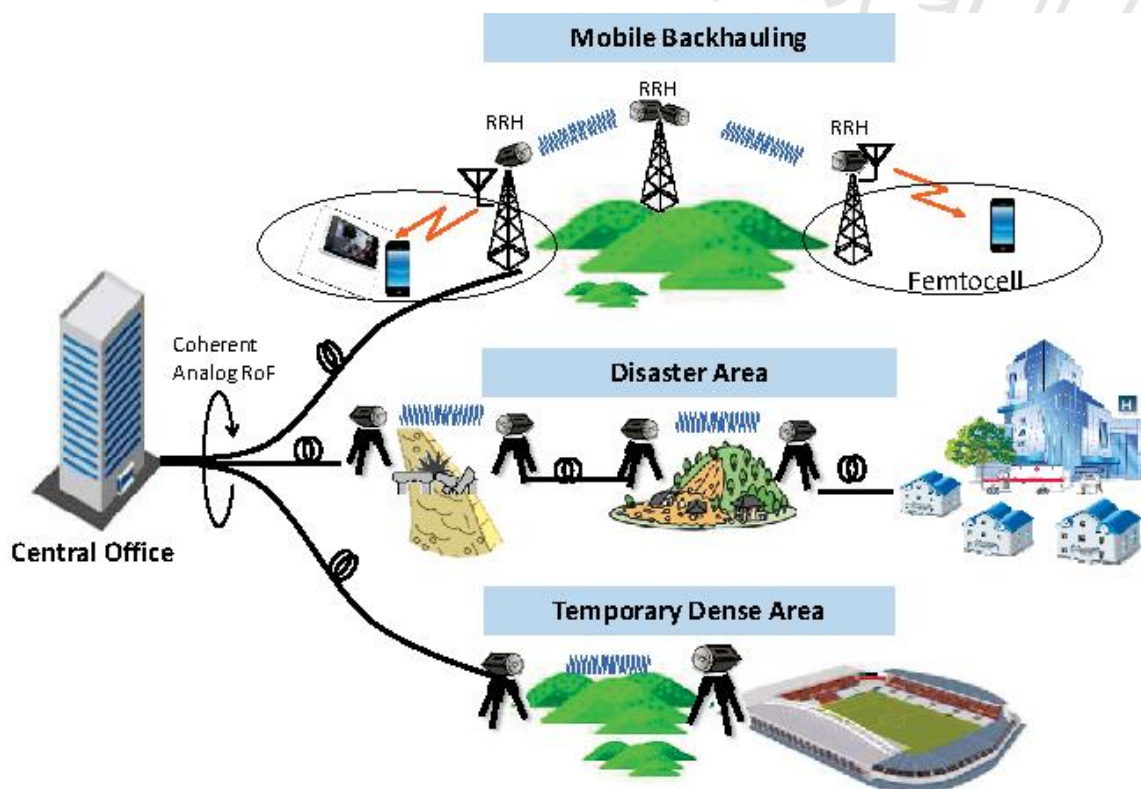 Mobile Backhauling
RRH
RRH
RRH
Femtocell
Coherent
Analog RoF
Disaster Area
H
Central Office
Temporary Dense Area